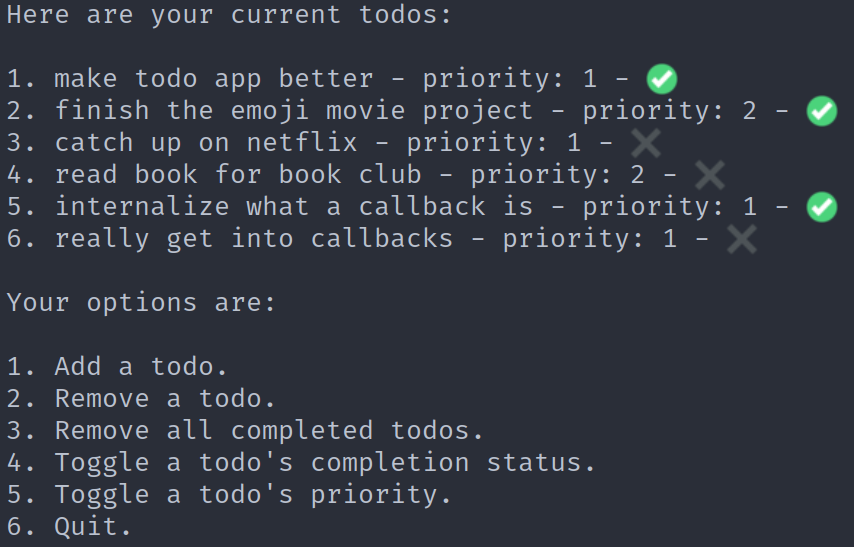 Here are your current todos:
1. make todo app better - priority: 1 - ✅
2. finish the emoji movie project - priority: 2 - ✅
3. catch up on netflix - priority: 1 - ✖
4. read book for book club - priority: 2 - ✖
5. internalize what a callback is - priority: 1 - ✅
6. really get into callbacks - priority: 1 - ✖
Your options are:
1. Add a todo.
2. Remove a todo.
3. Remove all completed todos.
4. Toggle a todo's completion status.
5. Toggle a todo's priority.
6. Quit.